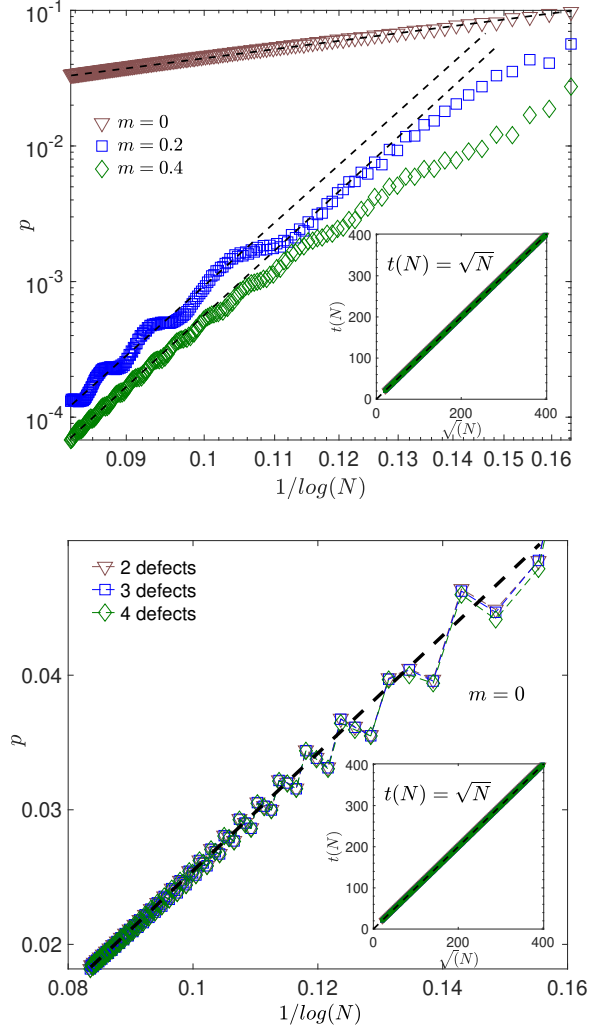 10⁻¹
10⁻²
10⁻³
10⁻⁴
p
m = 0
m = 0.2
m = 0.4
400
300
200
100
0
t(N)
t(N) = √N
0 200 400
√(N)
0.09 0.1 0.11 0.12 0.13 0.14 0.15 0.16
1/log(N)
2 defects
3 defects
4 defects
0.04
0.03
0.02
p
m = 0
400
300
200
100
0
t(N)
t(N) = √N
0 200 400
√(N)
0.08 0.1 0.12 0.14 0.16
1/log(N)